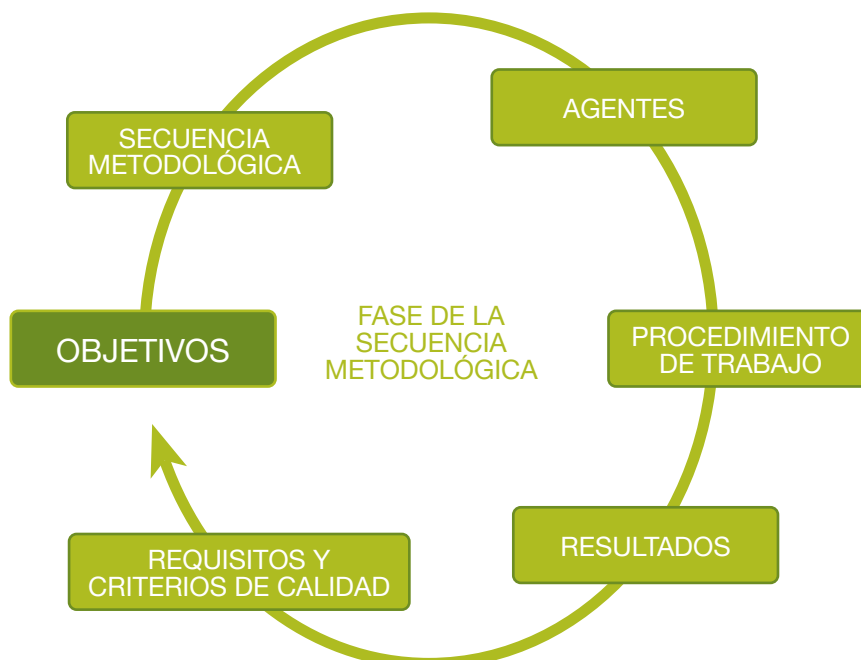 AGENTES
SECUENCIA
METODOLÓGICA
FASE DE LA
SECUENCIA
METODOLÓGICA
OBJETIVOS
PROCEDIMIENTO
DE TRABAJO
RESULTADOS
REQUISITOS Y
CRITERIOS DE CALIDAD